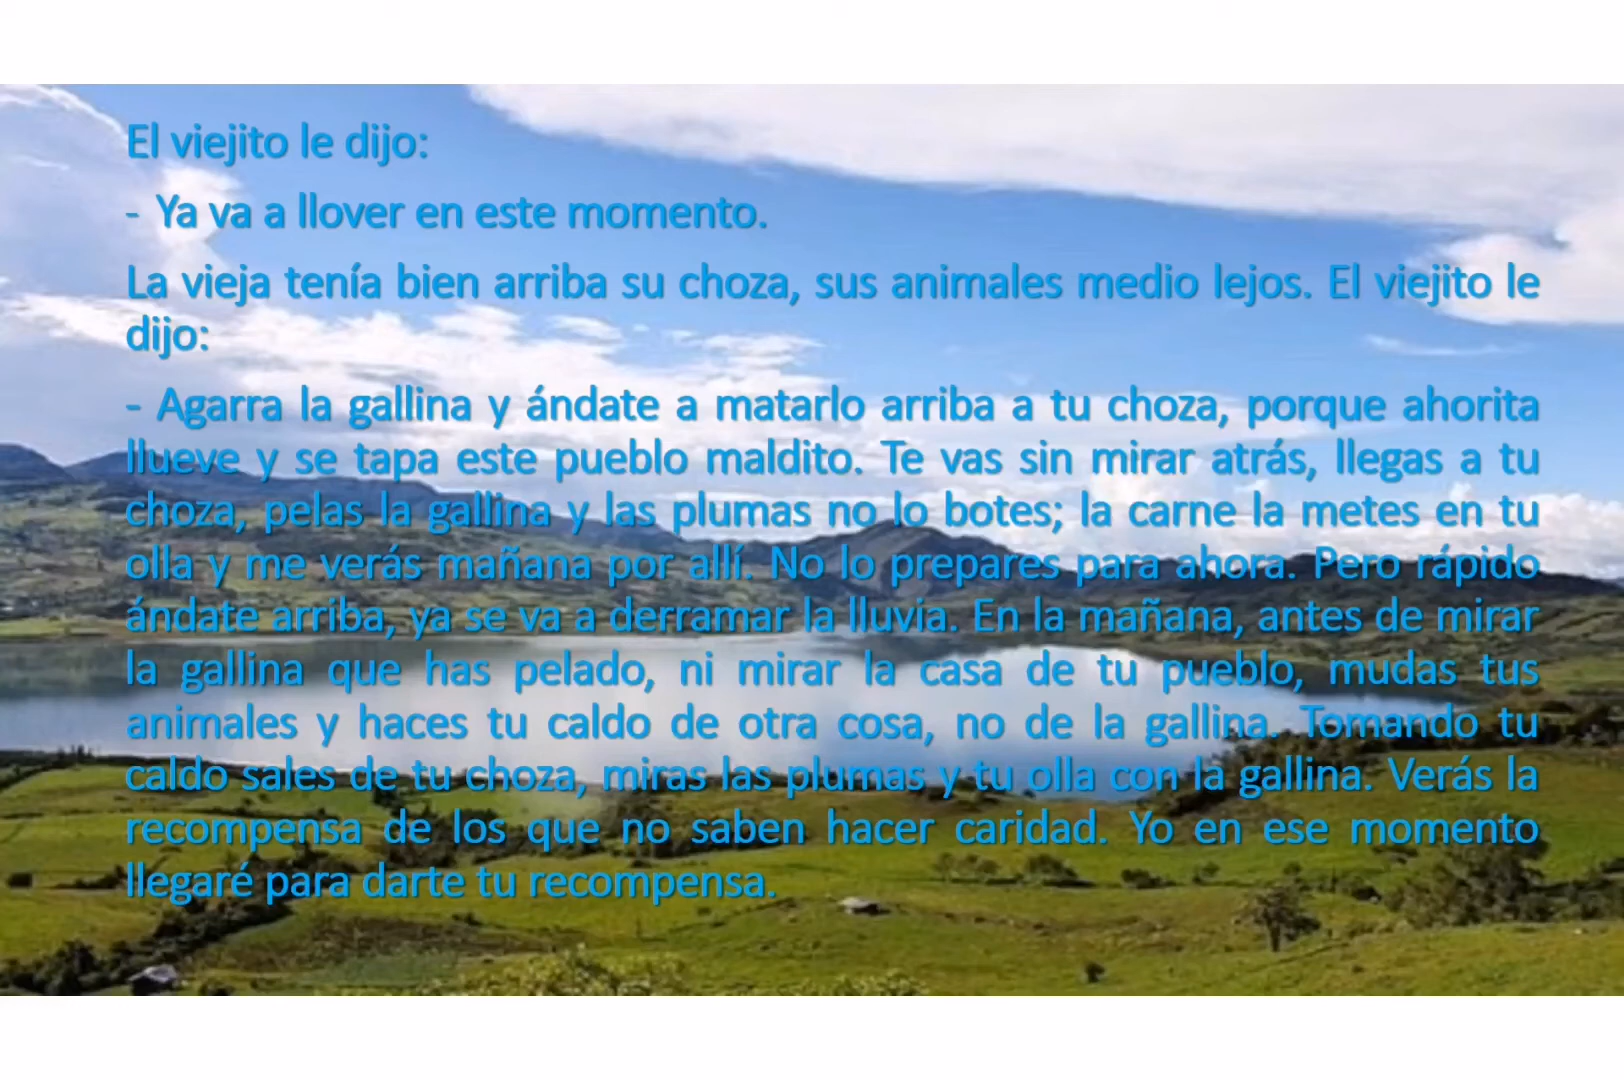 El viejito le dijo:
- Ya va a llover en este momento.
La vieja tenía bien arriba su choza, sus animales medio lejos. El viejito le
dijo:
- Agarra la gallina y ándate a matarlo arriba a tu choza, porque ahorita
llueve y se tapa este pueblo maldito. Te vas sin mirar atrás, llegas a tu
choza, pelas la gallina y las plumas no lo botes; la carne la metes en tu
olla y me verás mañana por allí. No lo prepares para ahora. Pero rápido
ándate arriba, ya se va a derramar la lluvia. En la mañana, antes de mirar
la gallina que has pelado, ni mirar la casa de tu pueblo, mudas tus
animales y haces tu caldo de otra cosa, no de la gallina. Tomando tu
caldo sales de tu choza, miras las plumas y tu olla con la gallina. Verás la
recompensa de los que no saben hacer caridad. Yo en ese momento
llegaré para darte tu recompensa.